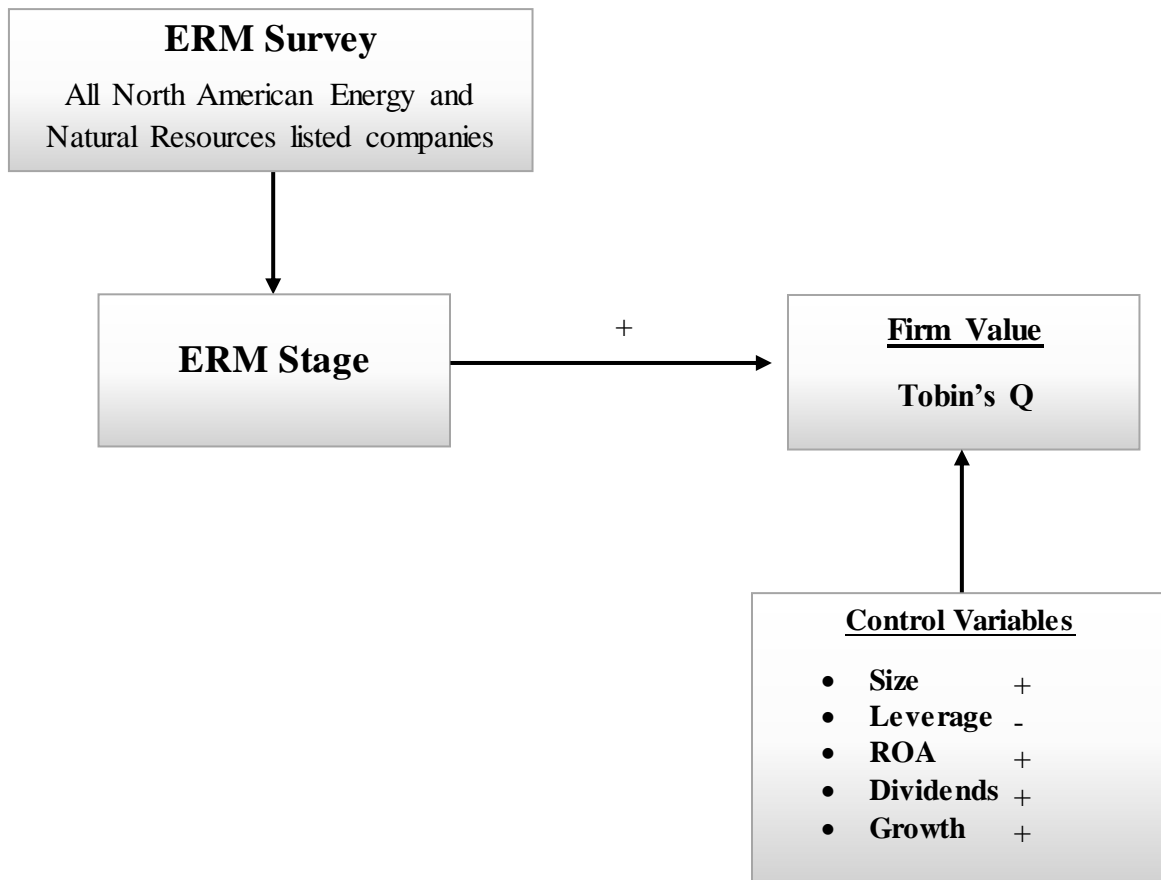 ERM Survey
All North American Energy and
Natural Resources listed companies
ERM Stage
+
Firm Value
Tobin’s Q
Control Variables
• Size +
• Leverage -
• ROA +
• Dividends +
• Growth +